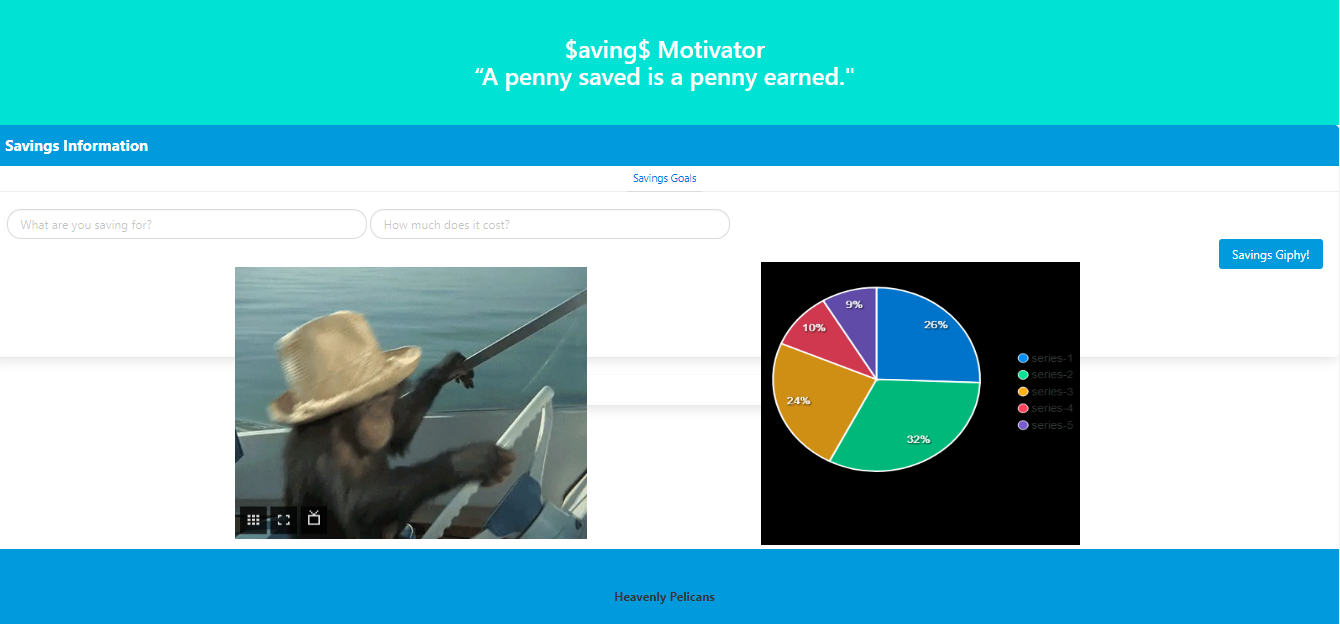 $aving$ Motivator
“A penny saved is a penny earned."
Savings Information
Savings Goals
What are you saving for?
How much does it cost?
Savings Giphy!
9%
26%
10%
24%
32%
series-1
series-2
series-3
series-4
series-5
Heavenly Pelicans